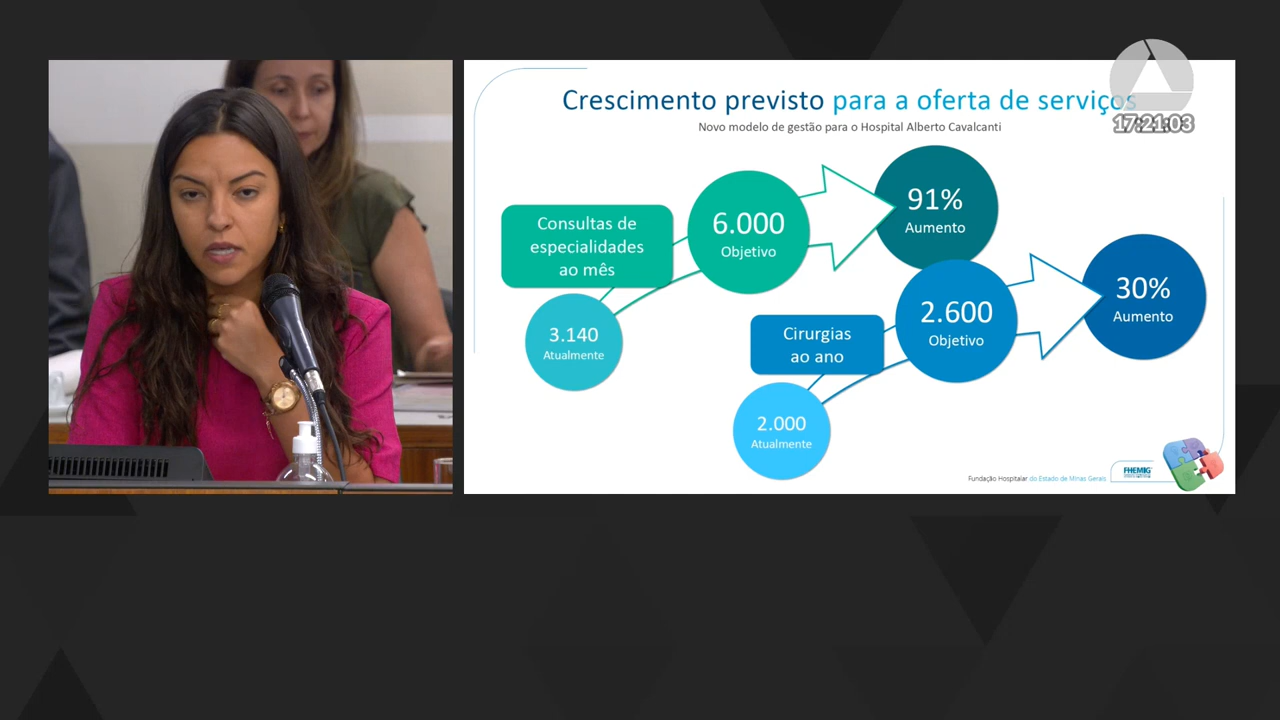 Crescimento previsto para a oferta de serviços
17:21:03
Novo modelo de gestão para o Hospital Alberto Cavalcanti
Consultas de
especialidades
ao mês
6.000
Objetivo
91%
Aumento
3.140
Atualmente
Cirurgias
ao ano
2.600
Objetivo
30%
Aumento
2.000
Atualmente
Fundação Hospitalar do Estado de Minas Gerais
FHEMIG